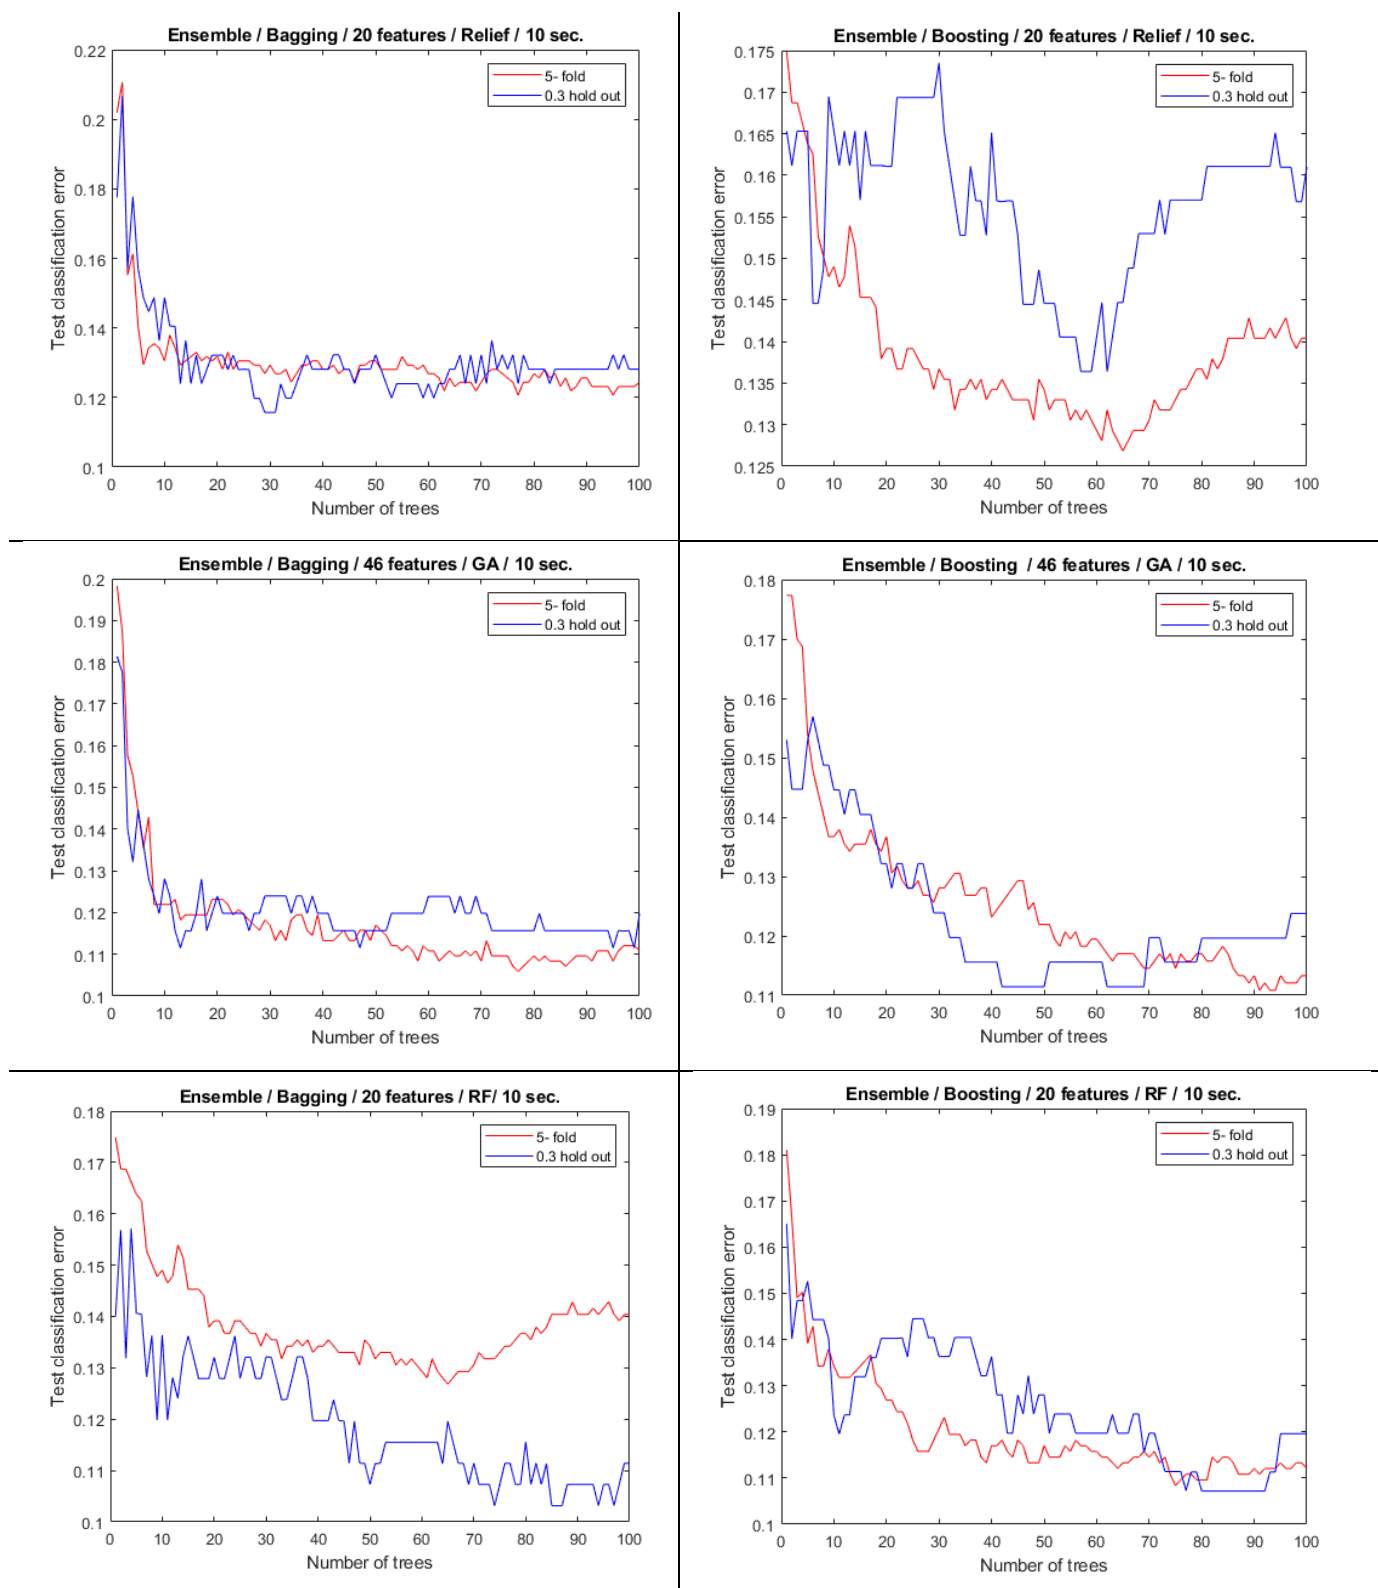 Ensemble / Bagging / 20 features / Relief / 10 sec.
0.22
0.2
0.18
0.16
0.14
0.12
0.1
Test classification error
5- fold
0.3 hold out
0 10 20 30 40 50 60 70 80 90 100
Number of trees
Ensemble / Boosting / 20 features / Relief / 10 sec.
0.175
0.17
0.165
0.16
0.155
0.15
0.145
0.14
0.135
0.13
0.125
Test classification error
5- fold
0.3 hold out
0 10 20 30 40 50 60 70 80 90 100
Number of trees
Ensemble / Bagging / 46 features / GA / 10 sec.
0.2
0.19
0.18
0.17
0.16
0.15
0.14
0.13
0.12
0.11
0.1
Test classification error
5- fold
0.3 hold out
0 10 20 30 40 50 60 70 80 90 100
Number of trees
Ensemble / Boosting / 46 features / GA / 10 sec.
0.18
0.17
0.16
0.15
0.14
0.13
0.12
0.11
Test classification error
5- fold
0.3 hold out
0 10 20 30 40 50 60 70 80 90 100
Number of trees
Ensemble / Bagging / 20 features / RF/ 10 sec.
0.18
0.17
0.16
0.15
0.14
0.13
0.12
0.11
0.1
Test classification error
5- fold
0.3 hold out
0 10 20 30 40 50 60 70 80 90 100
Number of trees
Ensemble / Boosting / 20 features / RF / 10 sec.
0.19
0.18
0.17
0.16
0.15
0.14
0.13
0.12
0.11
0.1
Test classification error
5- fold
0.3 hold out
0 10 20 30 40 50 60 70 80 90 100
Number of trees